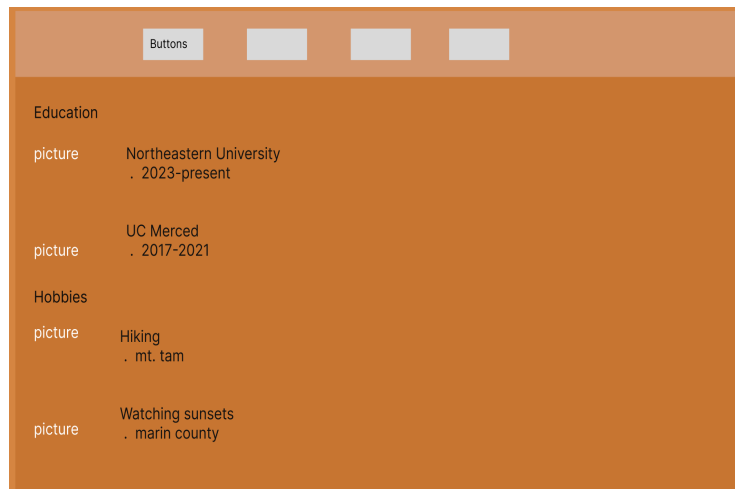 Buttons
Education
picture
Northeastern University
. 2023-present
UC Merced
picture
. 2017-2021
Hobbies
picture
Hiking
. mt. tam
Watching sunsets
picture
. marin county